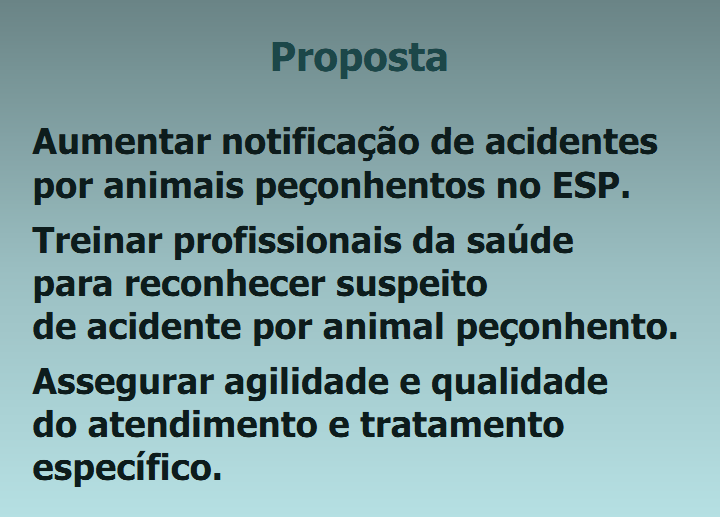 Proposta
Aumentar notificação de acidentes
por animais peçonhentos no ESP.
Treinar profissionais da saúde
para reconhecer suspeito
de acidente por animal peçonhento.
Assegurar agilidade e qualidade
do atendimento e tratamento
específico.